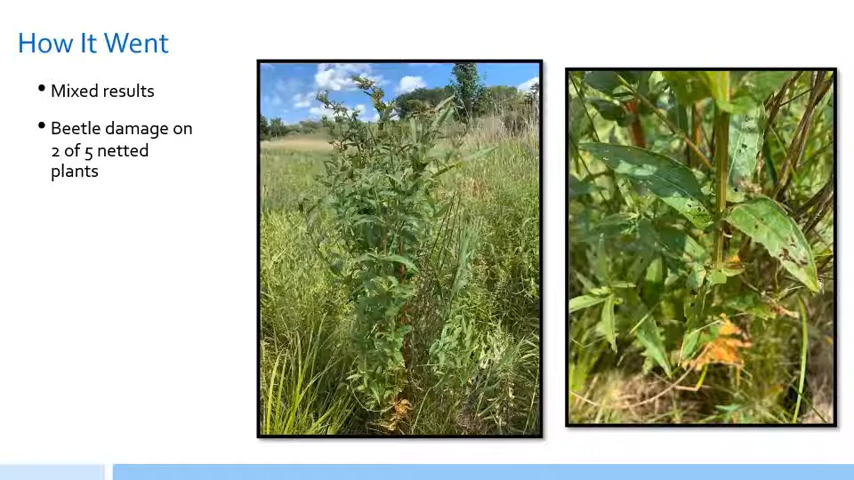 How It Went
• Mixed results
• Beetle damage on
2 of 5 netted
plants